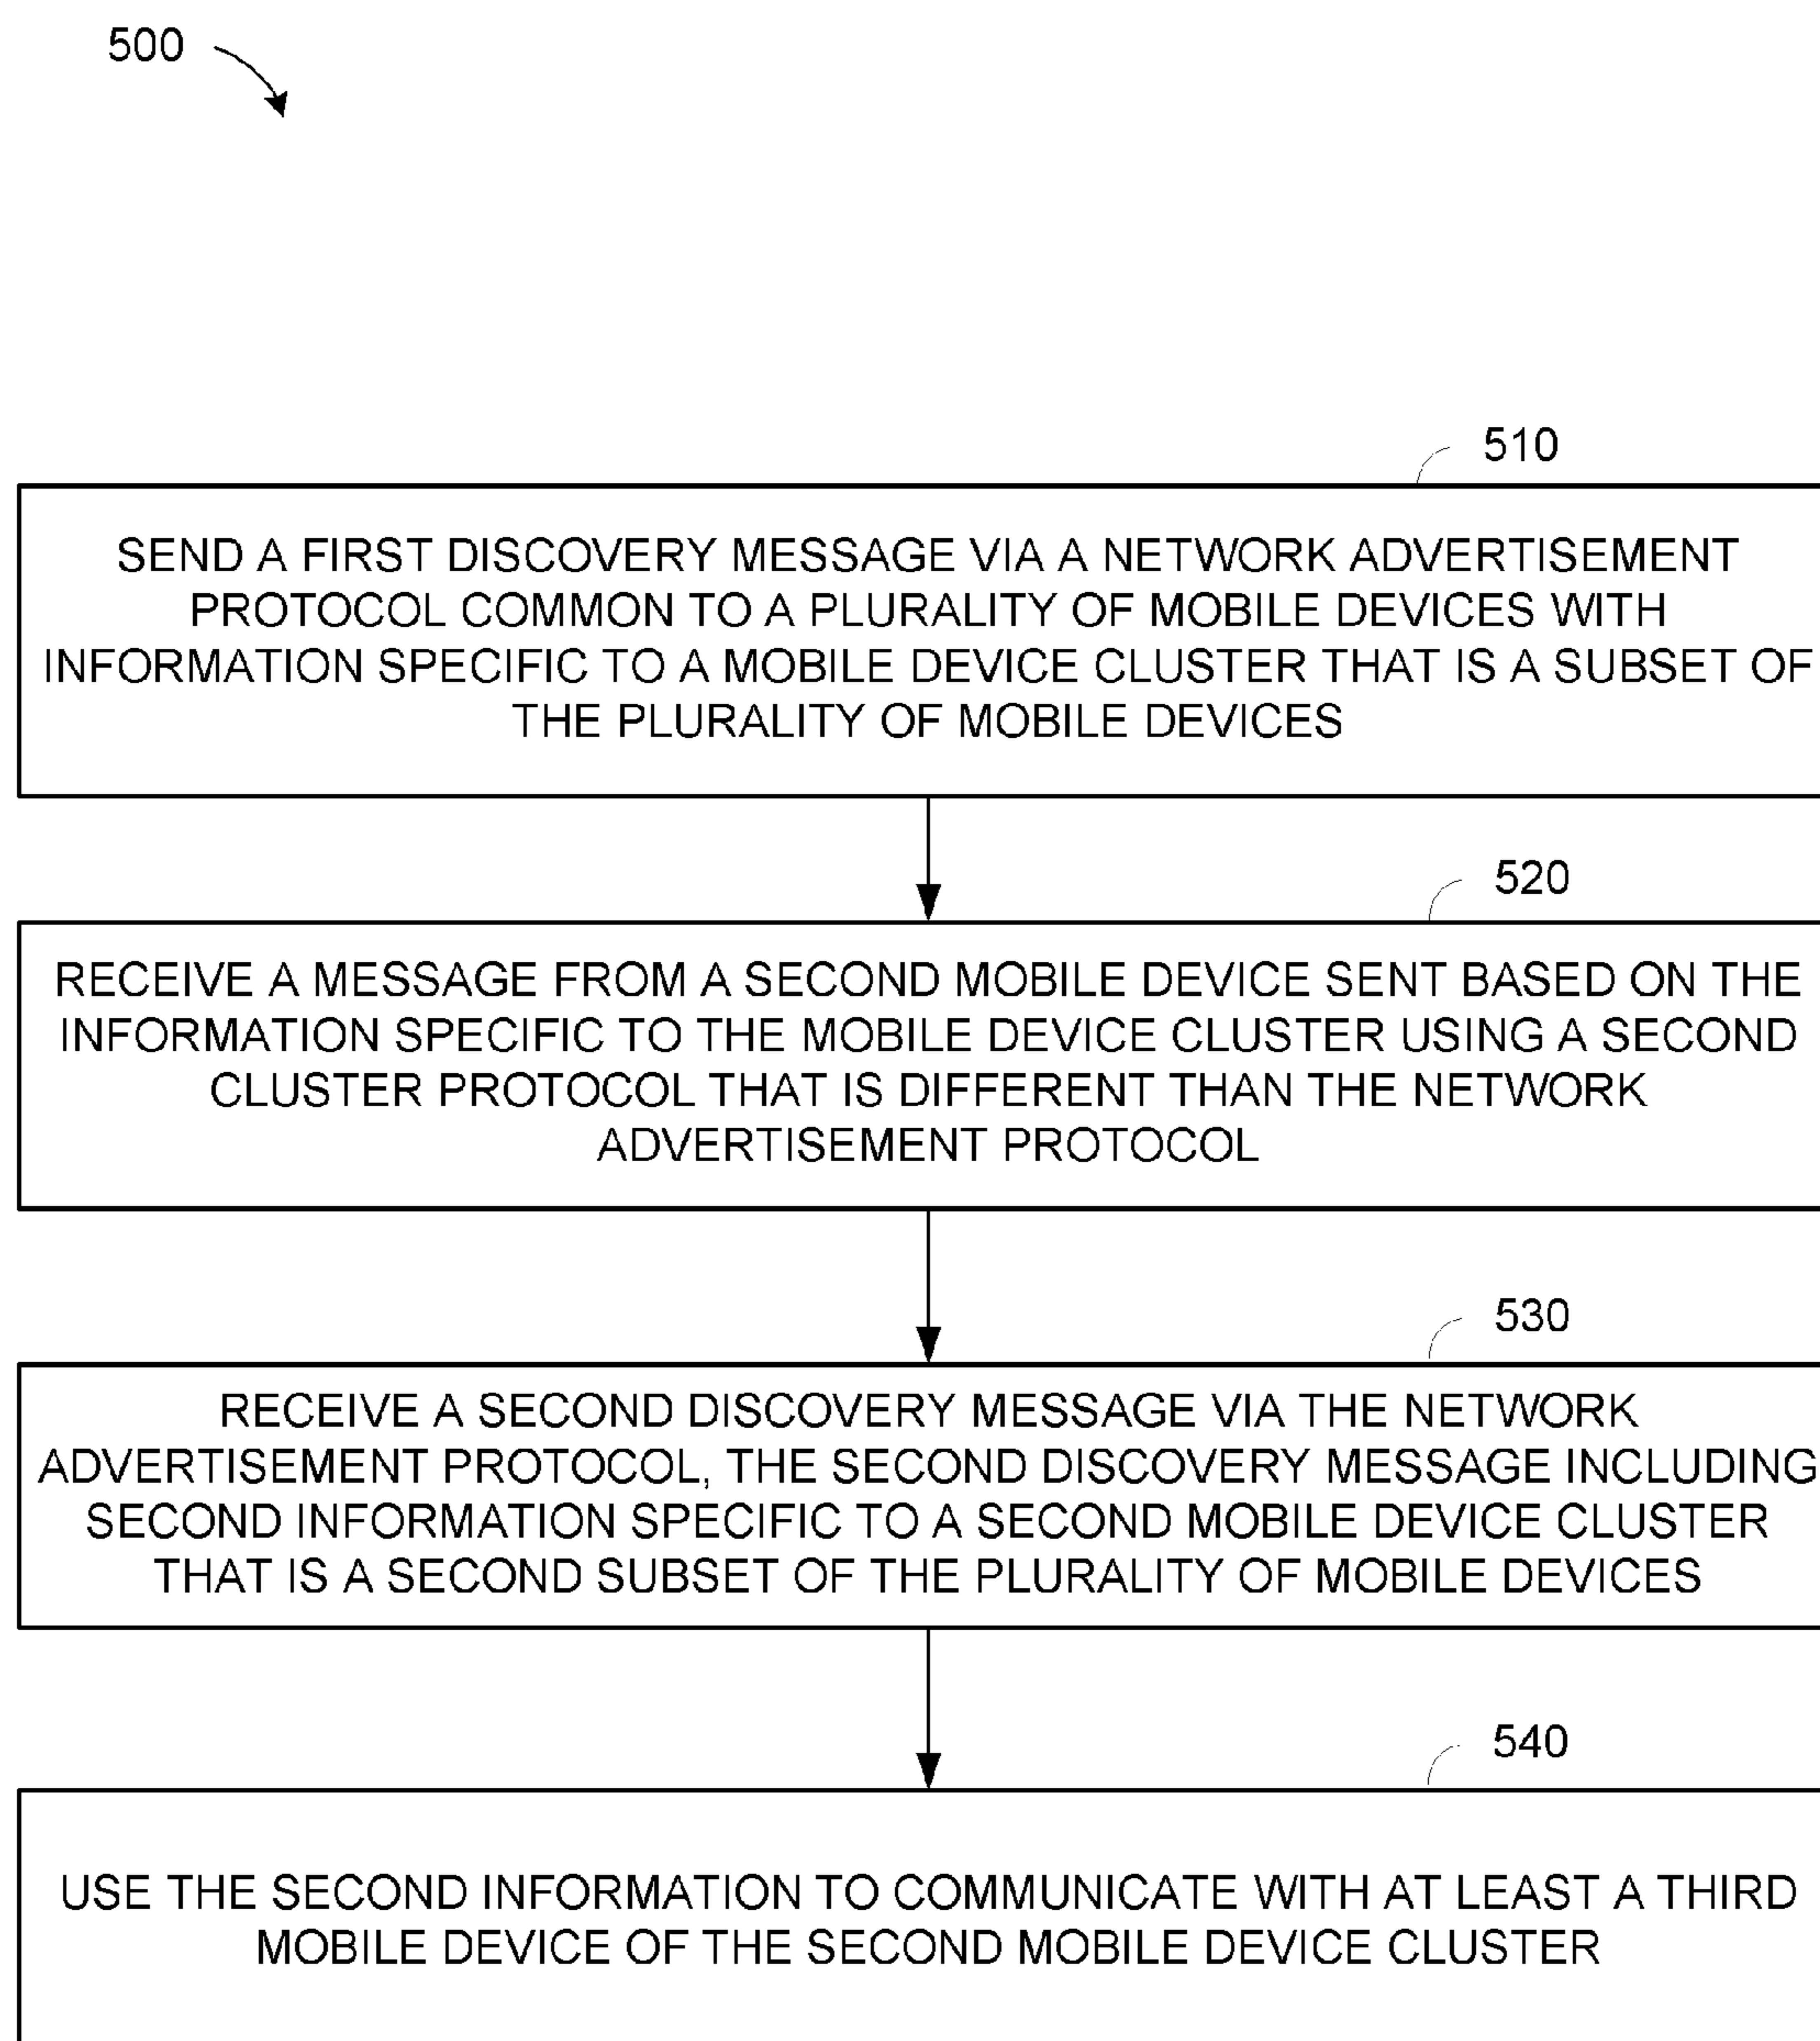 500
510
SEND A FIRST DISCOVERY MESSAGE VIA A NETWORK ADVERTISEMENT
PROTOCOL COMMON TO A PLURALITY OF MOBILE DEVICES WITH
INFORMATION SPECIFIC TO A MOBILE DEVICE CLUSTER THAT IS A SUBSET OF
THE PLURALITY OF MOBILE DEVICES
520
RECEIVE A MESSAGE FROM A SECOND MOBILE DEVICE SENT BASED ON THE
INFORMATION SPECIFIC TO THE MOBILE DEVICE CLUSTER USING A SECOND
CLUSTER PROTOCOL THAT IS DIFFERENT THAN THE NETWORK
ADVERTISEMENT PROTOCOL
530
RECEIVE A SECOND DISCOVERY MESSAGE VIA THE NETWORK
ADVERTISEMENT PROTOCOL, THE SECOND DISCOVERY MESSAGE INCLUDING
SECOND INFORMATION SPECIFIC TO A SECOND MOBILE DEVICE CLUSTER
THAT IS A SECOND SUBSET OF THE PLURALITY OF MOBILE DEVICES
540
USE THE SECOND INFORMATION TO COMMUNICATE WITH AT LEAST A THIRD
MOBILE DEVICE OF THE SECOND MOBILE DEVICE CLUSTER